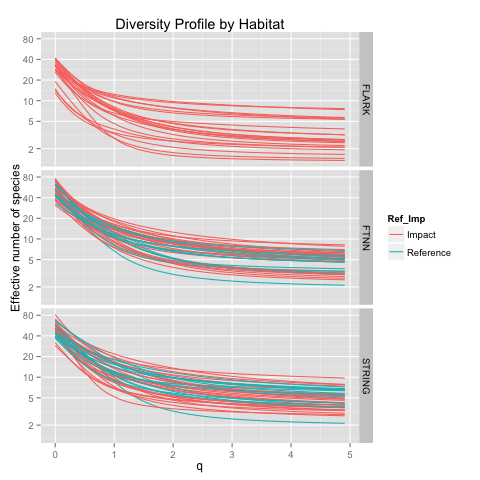 Diversity Profile by Habitat
Effective number of species
80
40
20
10
5
2
FLARK
80
40
20
10
5
2
FTNN
80
40
20
10
5
2
STRING
0
1
2
3
4
5
q
Ref_Imp
Impact
Reference